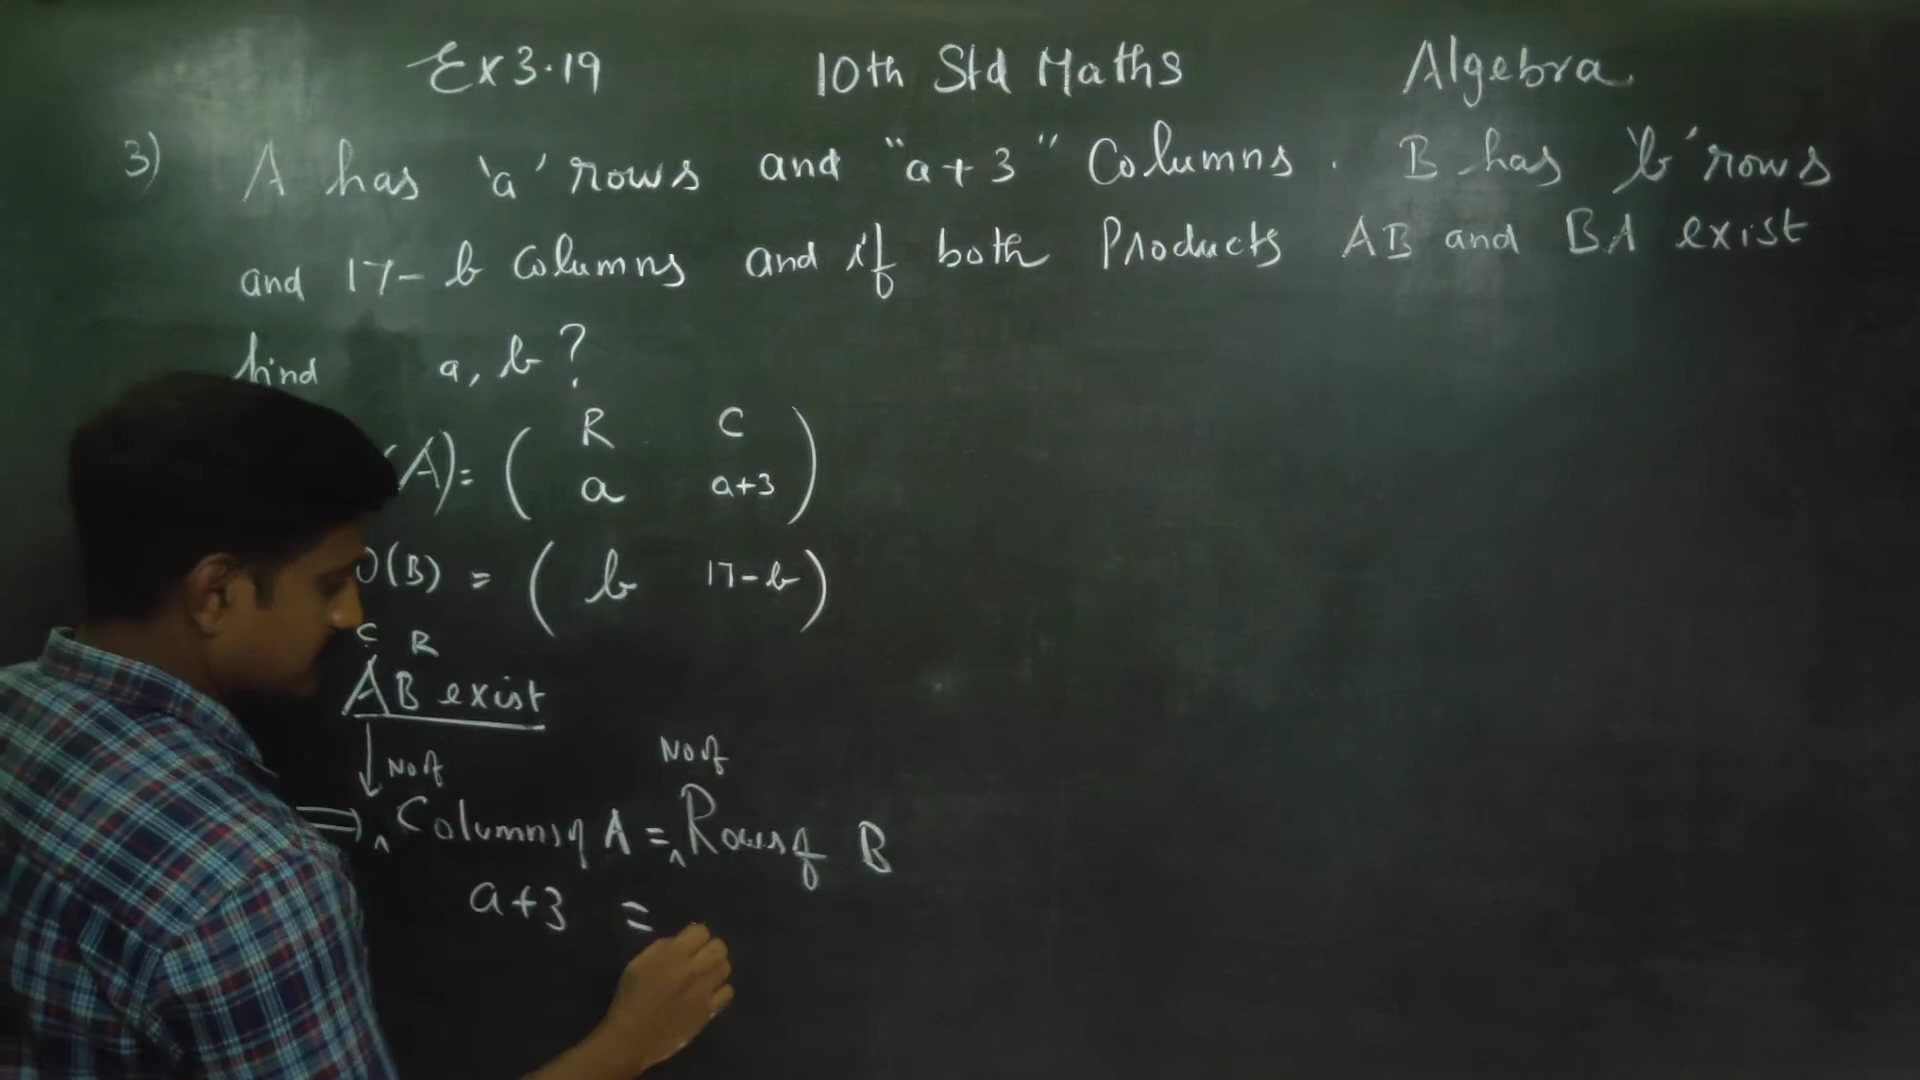 Ex 3.19 10th Std Maths Algebra
3) A has 'a' rows and "a+3" Columns. B has 'b' rows
and 17-b Columns and if both Products AB and BA exist
find a, b?
R C
(A) = ( a a+3 )
O(B) = ( b 17-b )
C R
AB exist
No of No of
⇒ Columns of A = Rows of B
a+3 =